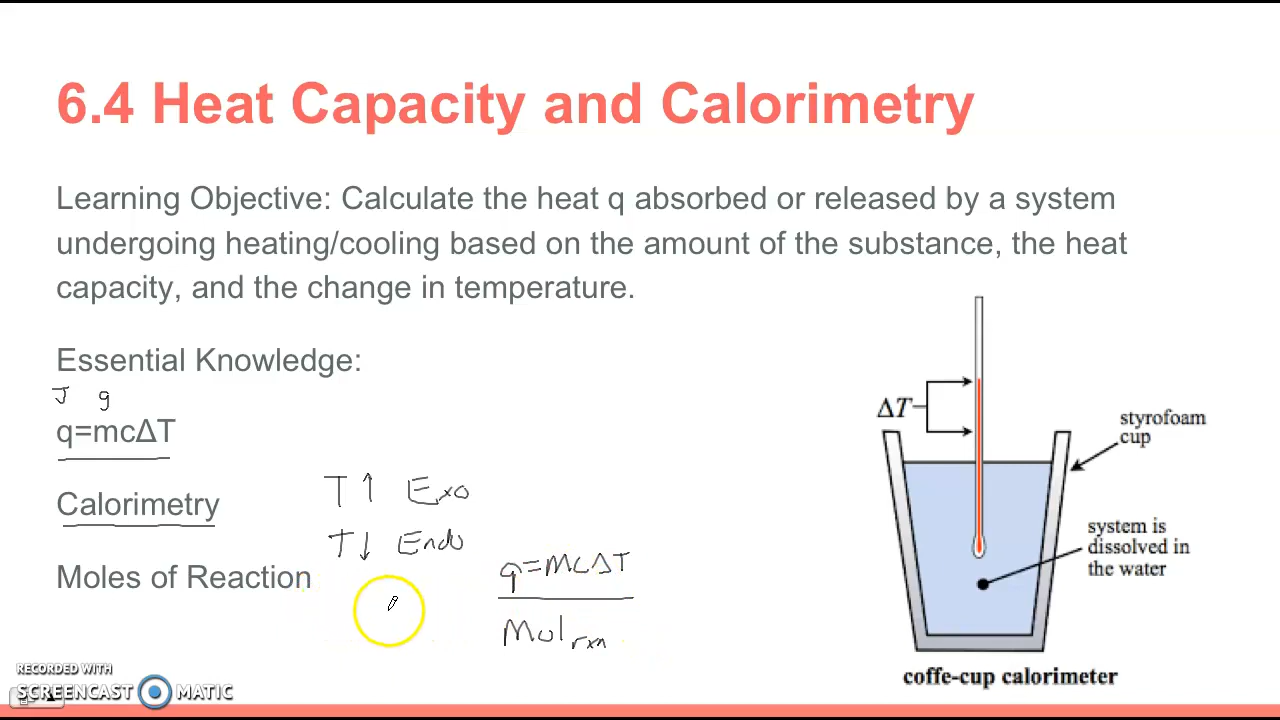 6.4 Heat Capacity and Calorimetry
Learning Objective: Calculate the heat q absorbed or released by a system
undergoing heating/cooling based on the amount of the substance, the heat
capacity, and the change in temperature.
Essential Knowledge:
J g
q=mcΔT
Calorimetry
T↑ Exo
T↓ Endo
Moles of Reaction
q=mcΔT
Mol rxn
ΔT
styrofoam
cup
system is
dissolved in
the water
coffe-cup calorimeter
RECORDED WITH
SCREENCAST MATIC